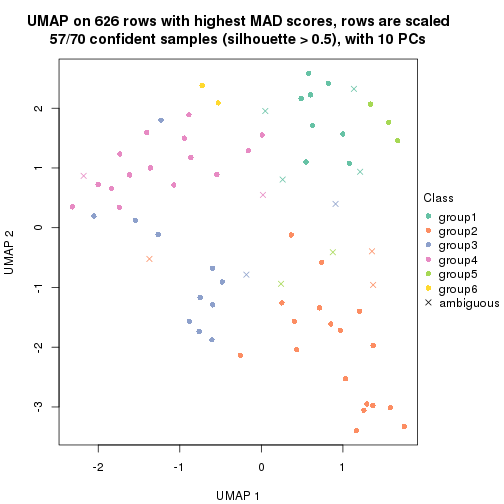 UMAP on 626 rows with highest MAD scores, rows are scaled
57/70 confident samples (silhouette > 0.5), with 10 PCs
2
1
0
-1
-2
-3
UMAP 2
-2
-1
0
1
UMAP 1
Class
group1
group2
group3
group4
group5
group6
ambiguous